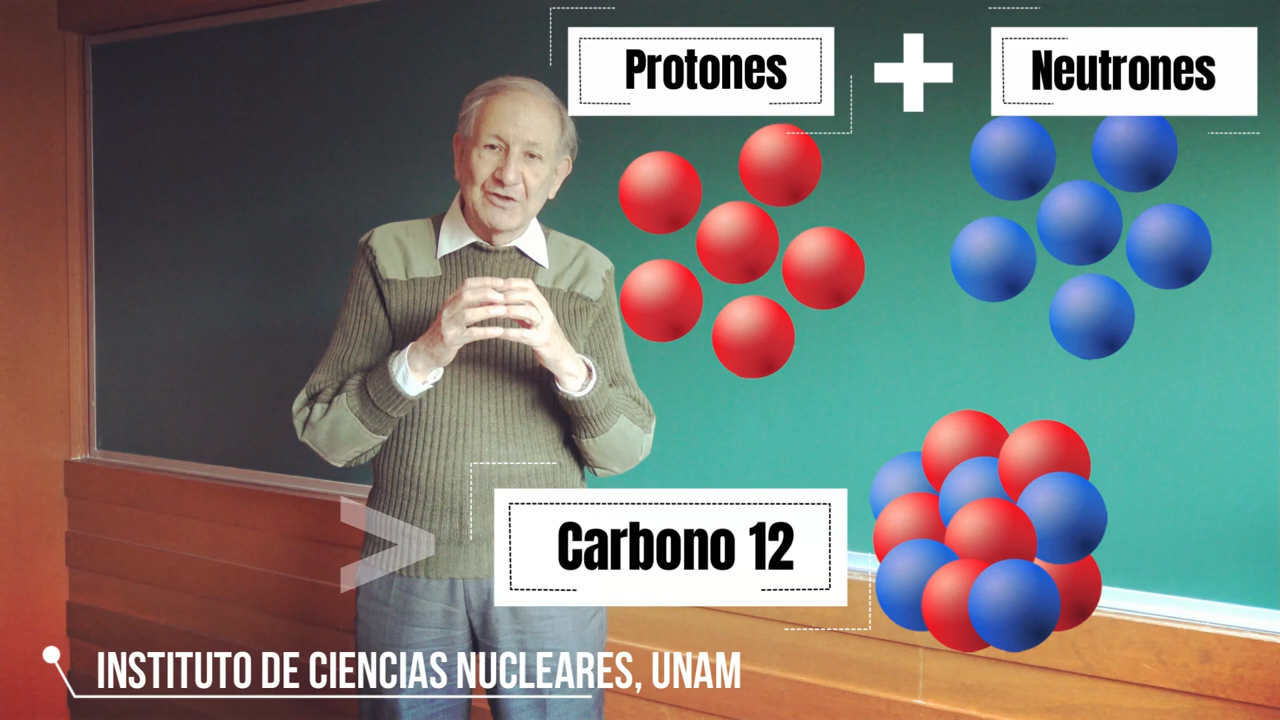 Protones
+
Neutrones
Carbono 12
>
INSTITUTO DE CIENCIAS NUCLEARES, UNAM